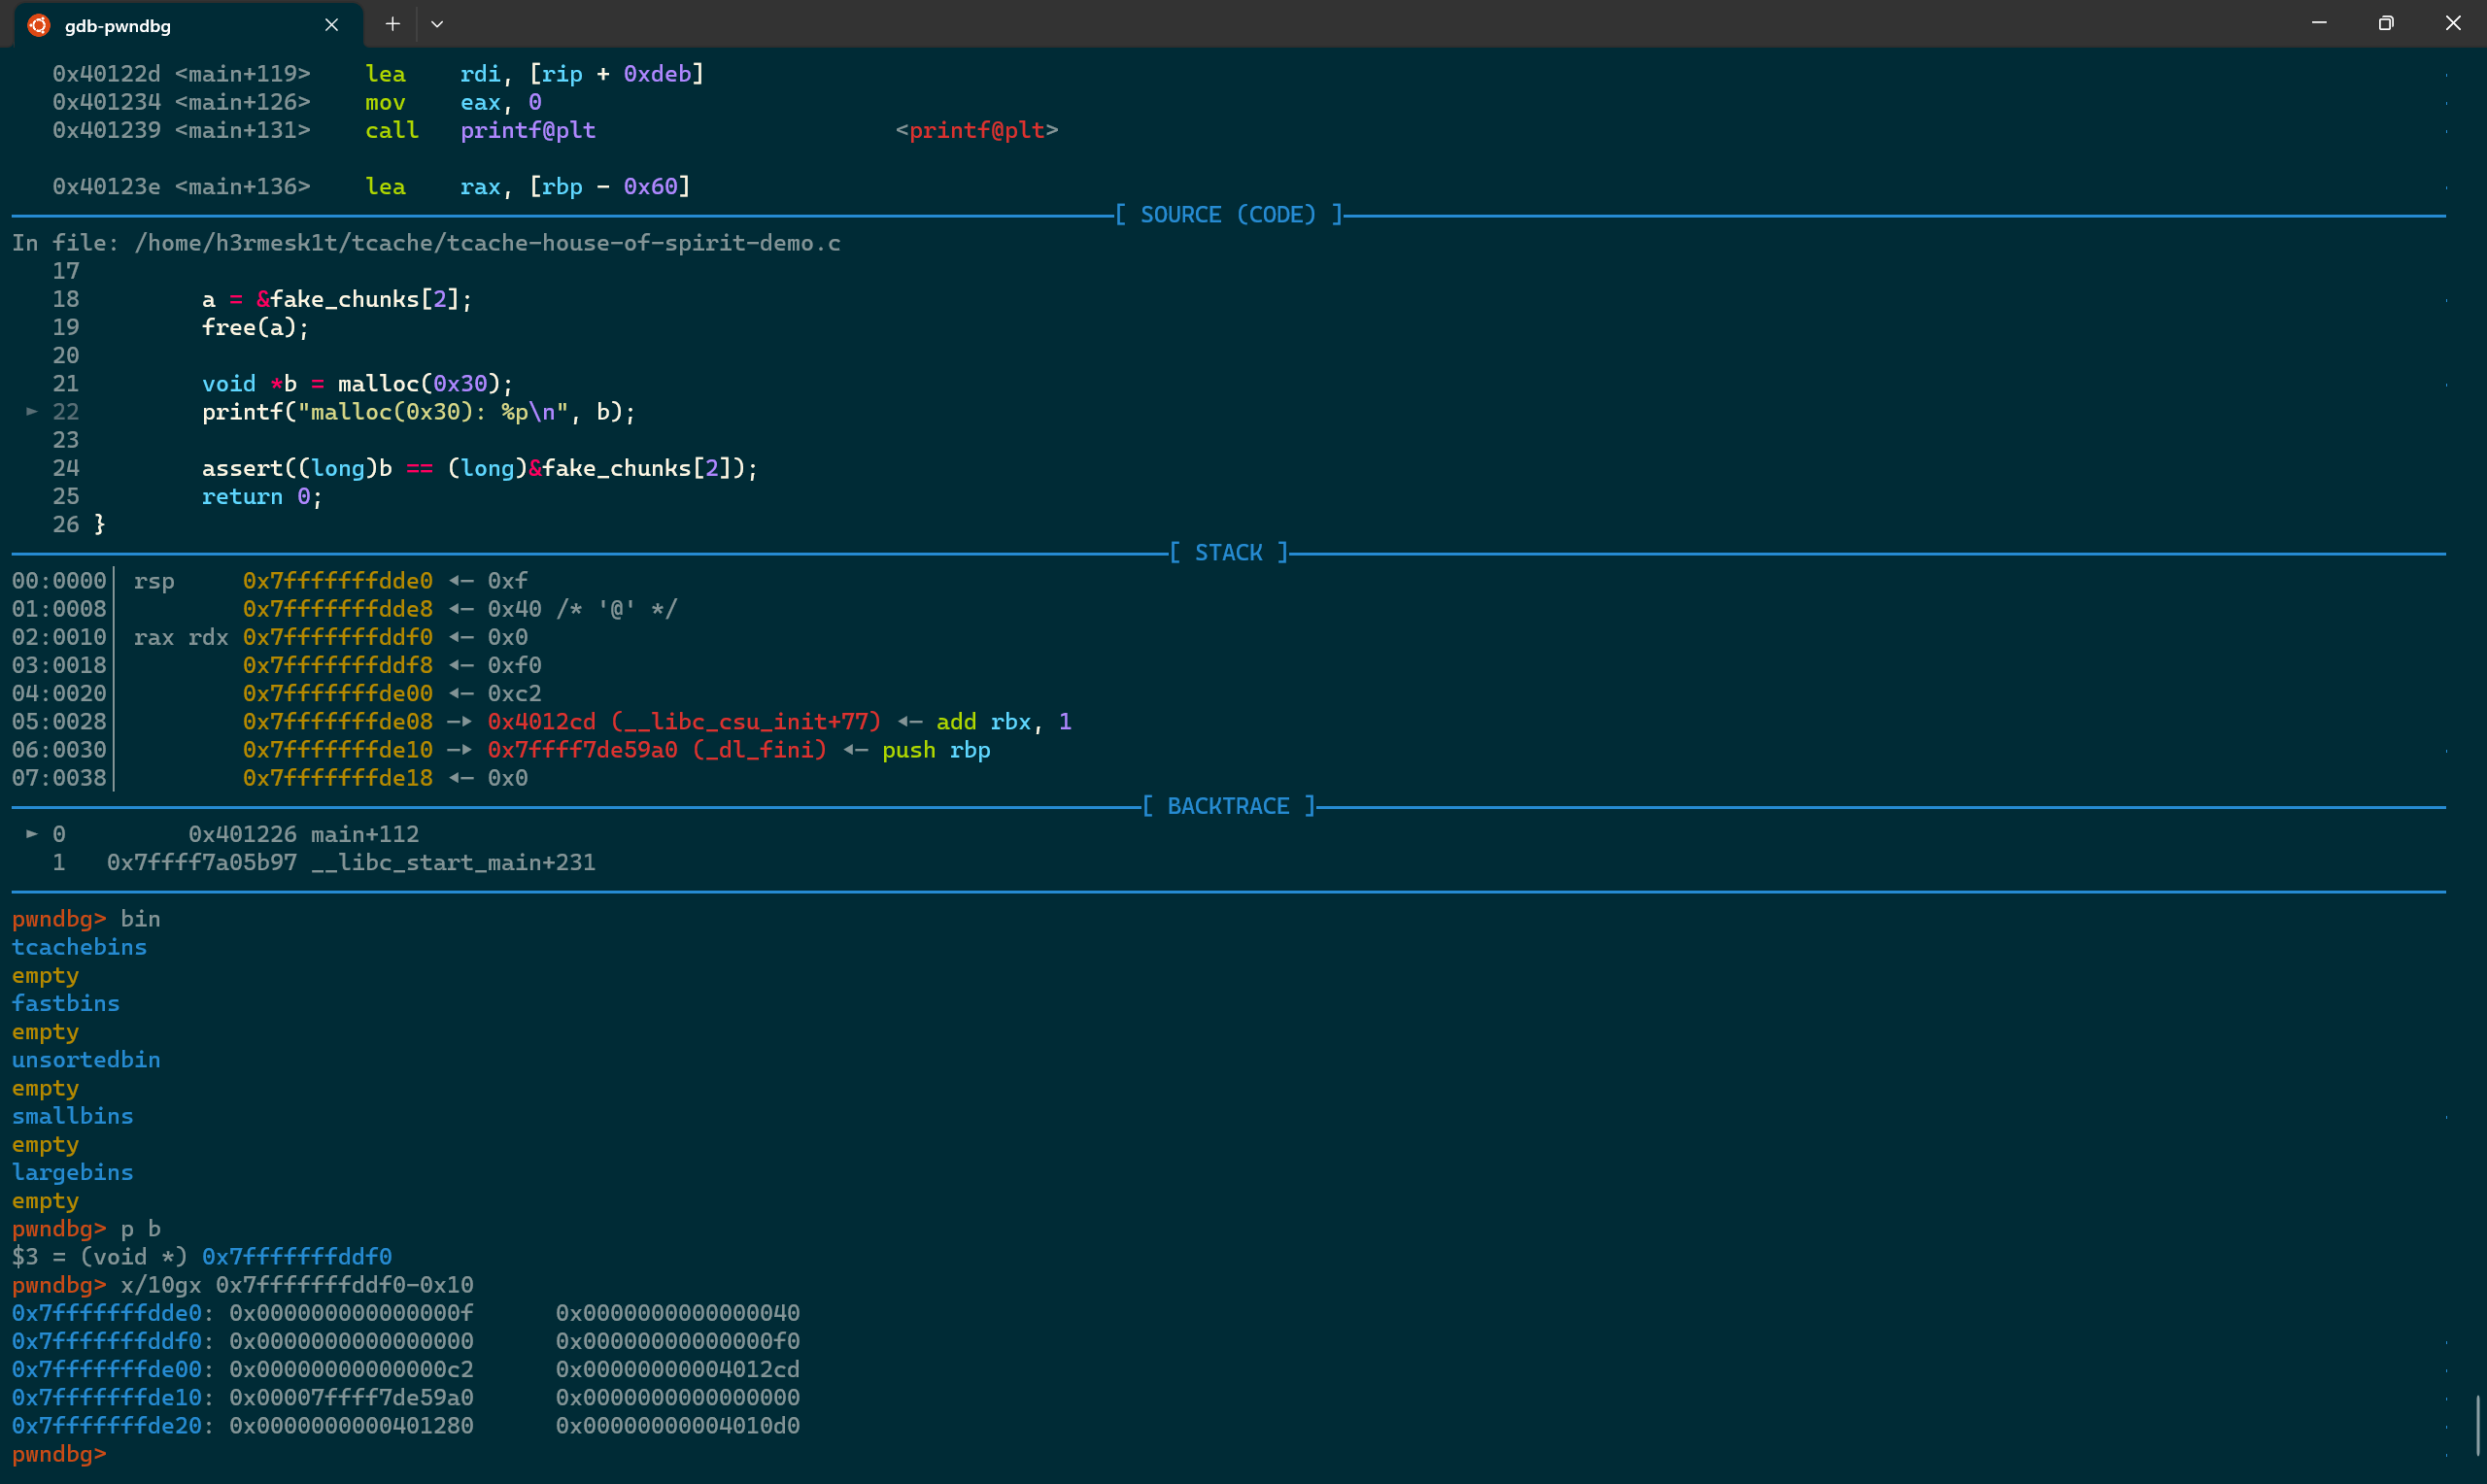 gdb-pwndbg
0x40122d <main+119>    lea    rdi, [rip + 0xdeb]
0x401234 <main+126>    mov    eax, 0
0x401239 <main+131>    call   printf@plt                      <printf@plt>
0x40123e <main+136>    lea    rax, [rbp - 0x60]
[ SOURCE (CODE) ]
In file: /home/h3rmesk1t/tcache/tcache-house-of-spirit-demo.c
17
18         a = &fake_chunks[2];
19         free(a);
20
21         void *b = malloc(0x30);
► 22         printf("malloc(0x30): %p\n", b);
23
24         assert((long)b == (long)&fake_chunks[2]);
25         return 0;
26 }
[ STACK ]
00:0000│ rsp     0x7fffffffdde0 ◂— 0xf
01:0008│         0x7fffffffdde8 ◂— 0x40 /* '@' */
02:0010│ rax rdx 0x7fffffffddf0 ◂— 0x0
03:0018│         0x7fffffffddf8 ◂— 0xf0
04:0020│         0x7fffffffde00 ◂— 0xc2
05:0028│         0x7fffffffde08 —▸ 0x4012cd (__libc_csu_init+77) ◂— add rbx, 1
06:0030│         0x7fffffffde10 —▸ 0x7ffff7de59a0 (_dl_fini) ◂— push rbp
07:0038│         0x7fffffffde18 ◂— 0x0
[ BACKTRACE ]
► 0         0x401226 main+112
1   0x7ffff7a05b97 __libc_start_main+231
pwndbg> bin
tcachebins
empty
fastbins
empty
unsortedbin
empty
smallbins
empty
largebins
empty
pwndbg> p b
$3 = (void *) 0x7fffffffddf0
pwndbg> x/10gx 0x7fffffffddf0-0x10
0x7fffffffdde0: 0x000000000000000f      0x0000000000000040
0x7fffffffddf0: 0x0000000000000000      0x00000000000000f0
0x7fffffffde00: 0x00000000000000c2      0x00000000004012cd
0x7fffffffde10: 0x00007ffff7de59a0      0x0000000000000000
0x7fffffffde20: 0x0000000000401280      0x00000000004010d0
pwndbg>